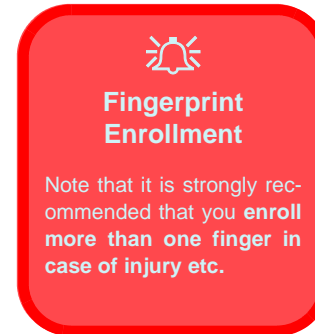 Fingerprint
Enrollment
Note that it is strongly rec-
ommended that you enroll
more than one finger in
case of injury etc.